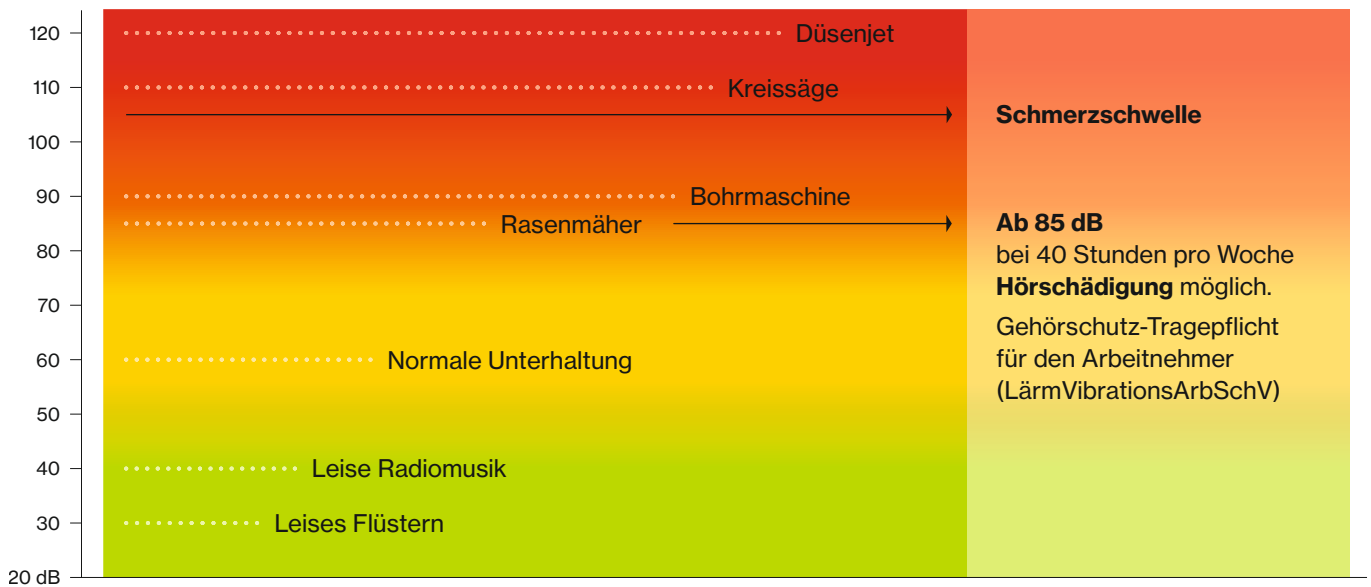 120
Düsenjet
110
Kreissäge
Schmerzschwelle
100
90
Bohrmaschine
Rasenmäher
Ab 85 dB
bei 40 Stunden pro Woche
Hörschädigung möglich.
Gehörschutz-Tragepflicht
für den Arbeitnehmer
(LärmVibrationsArbSchV)
80
70
60
Normale Unterhaltung
50
40
Leise Radiomusik
30
Leises Flüstern
20 dB